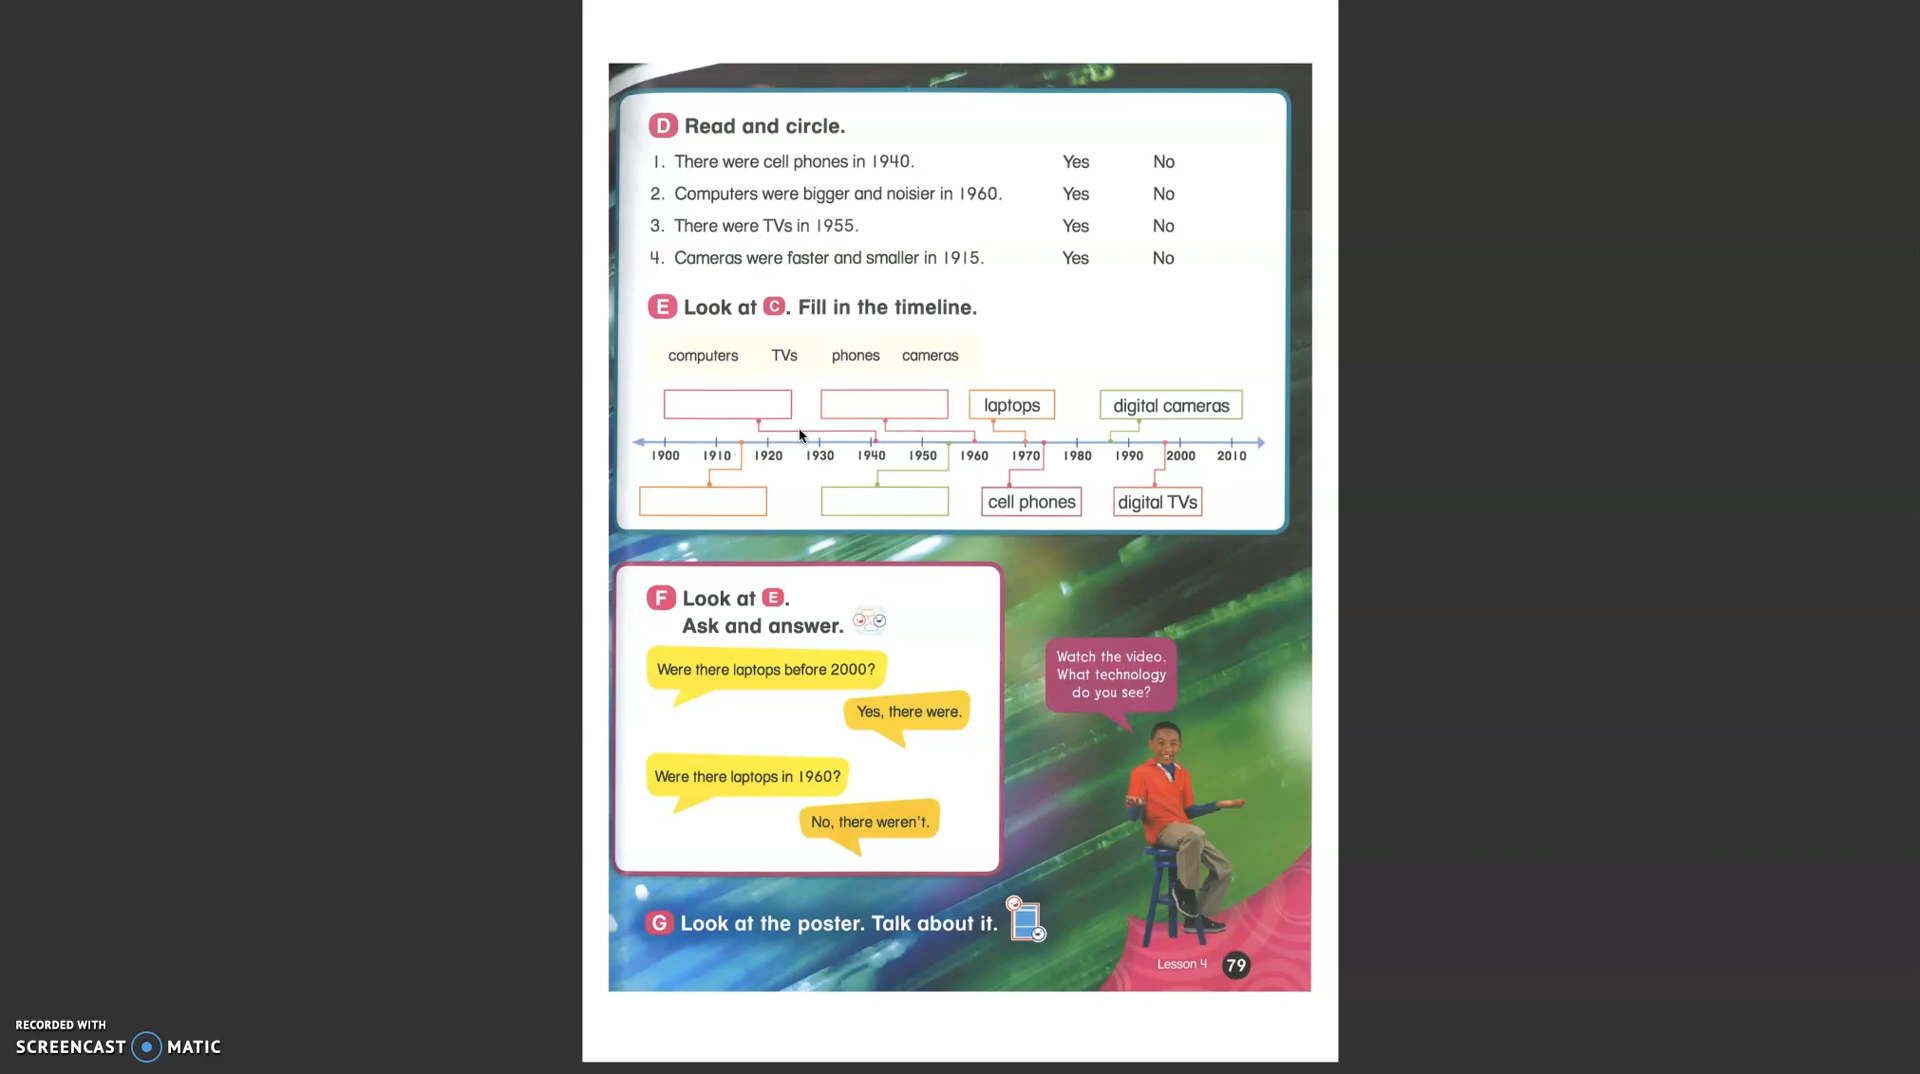 D Read and circle.
1. There were cell phones in 1940. Yes No
2. Computers were bigger and noisier in 1960. Yes No
3. There were TVs in 1955. Yes No
4. Cameras were faster and smaller in 1915. Yes No
E Look at C. Fill in the timeline.
computers TVs phones cameras
laptops digital cameras
1900 1910 1920 1930 1940 1950 1960 1970 1980 1990 2000 2010
cell phones digital TVs
F Look at E.
Ask and answer.
Were there laptops before 2000?
Yes, there were.
Were there laptops in 1960?
No, there weren't.
Watch the video.
What technology
do you see?
G Look at the poster. Talk about it.
Lesson 4 79
RECORDED WITH
SCREENCAST MATIC